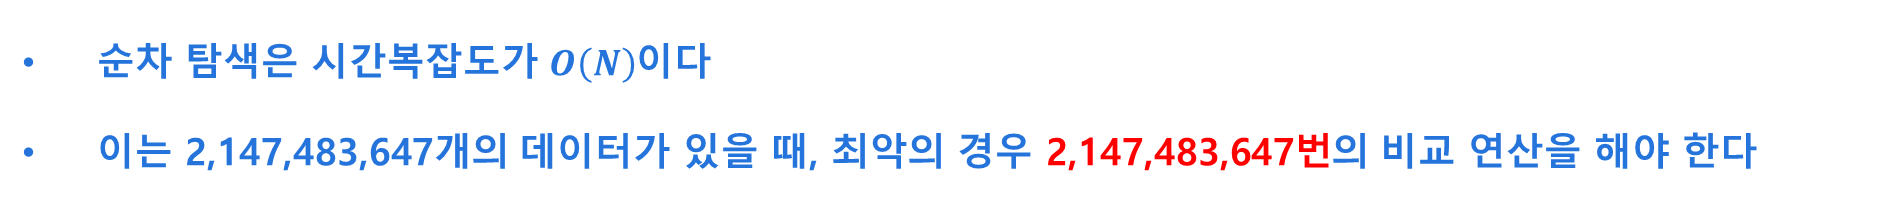 • 순차 탐색은 시간복잡도가 O(N)이다
• 이는 2,147,483,647개의 데이터가 있을 때, 최악의 경우 2,147,483,647번의 비교 연산을 해야 한다